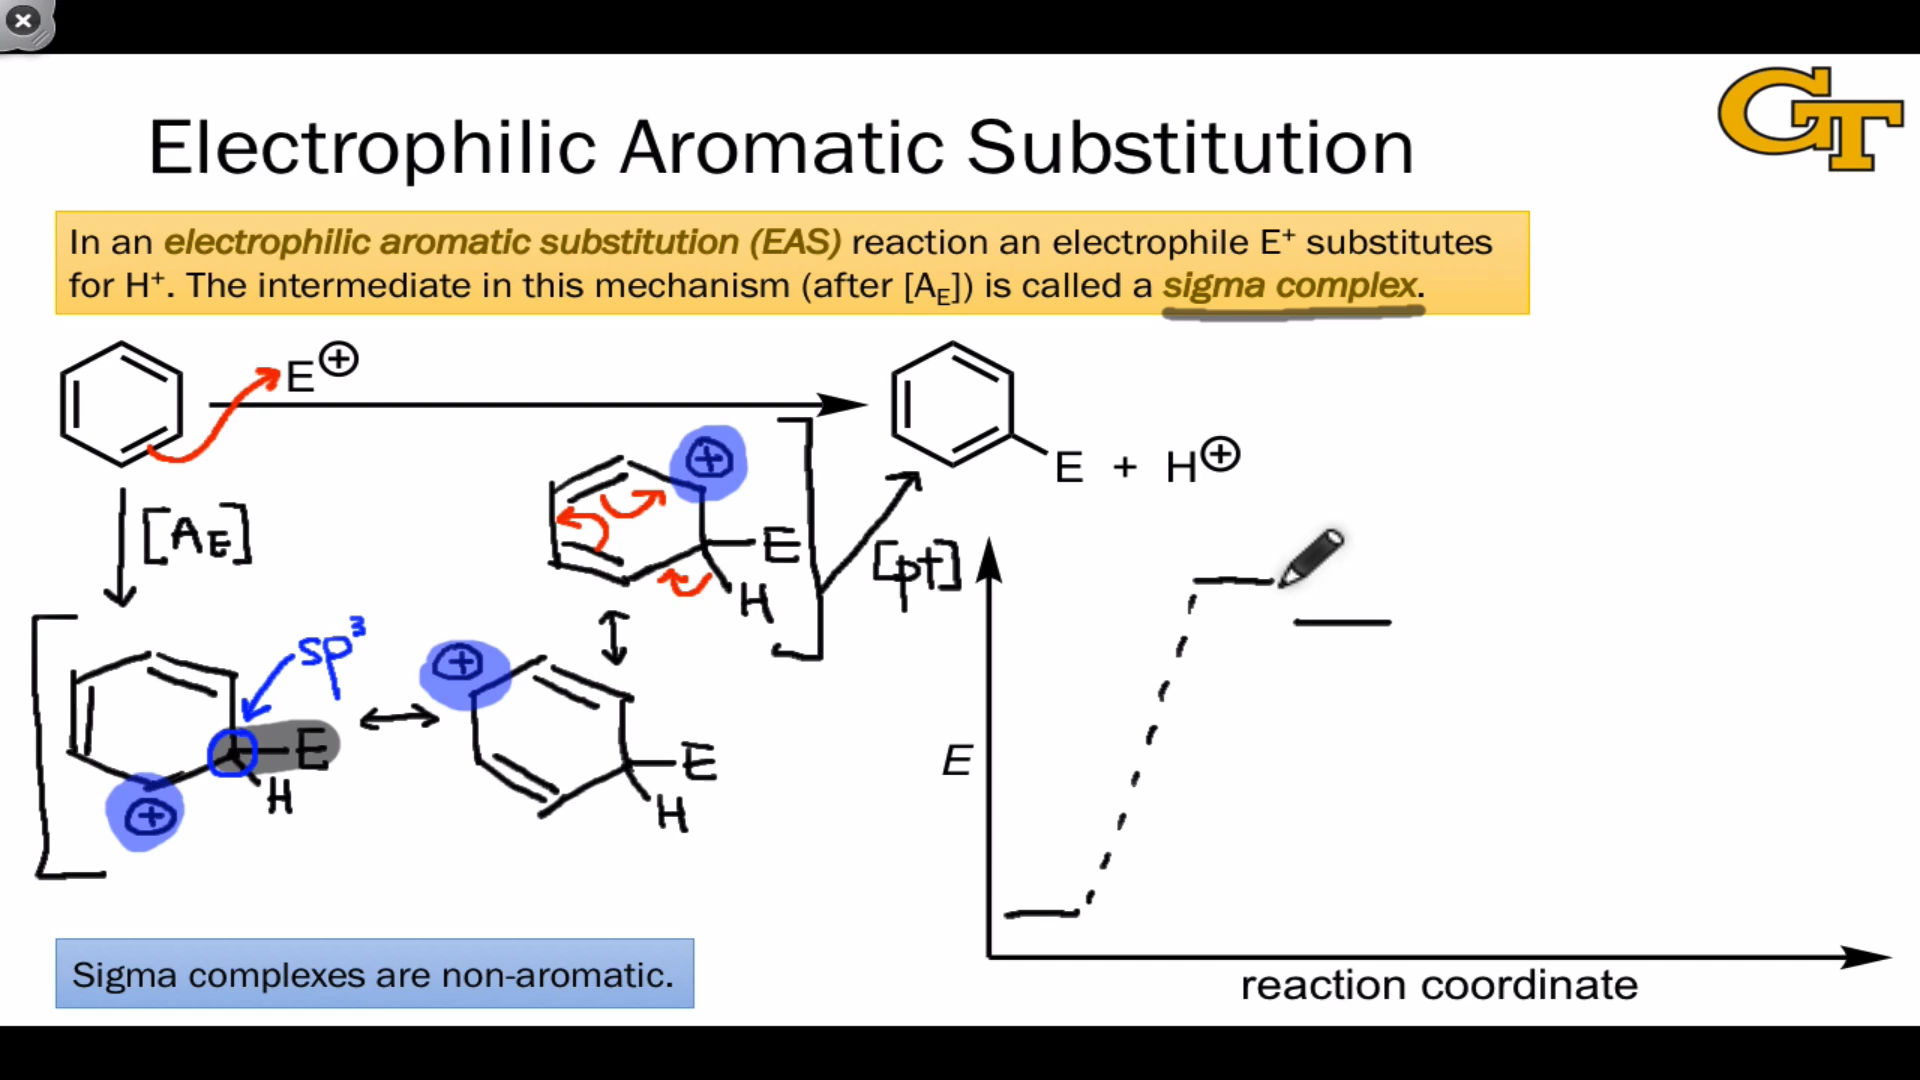 GT
Electrophilic Aromatic Substitution
In an electrophilic aromatic substitution (EAS) reaction an electrophile E⁺ substitutes
for H⁺. The intermediate in this mechanism (after [A_E]) is called a sigma complex.
E⊕
E + H⊕
[A_E]
⊕
E
H
[pt]
sp³
E
H
⊕
⊕
E
H
E
reaction coordinate
Sigma complexes are non-aromatic.